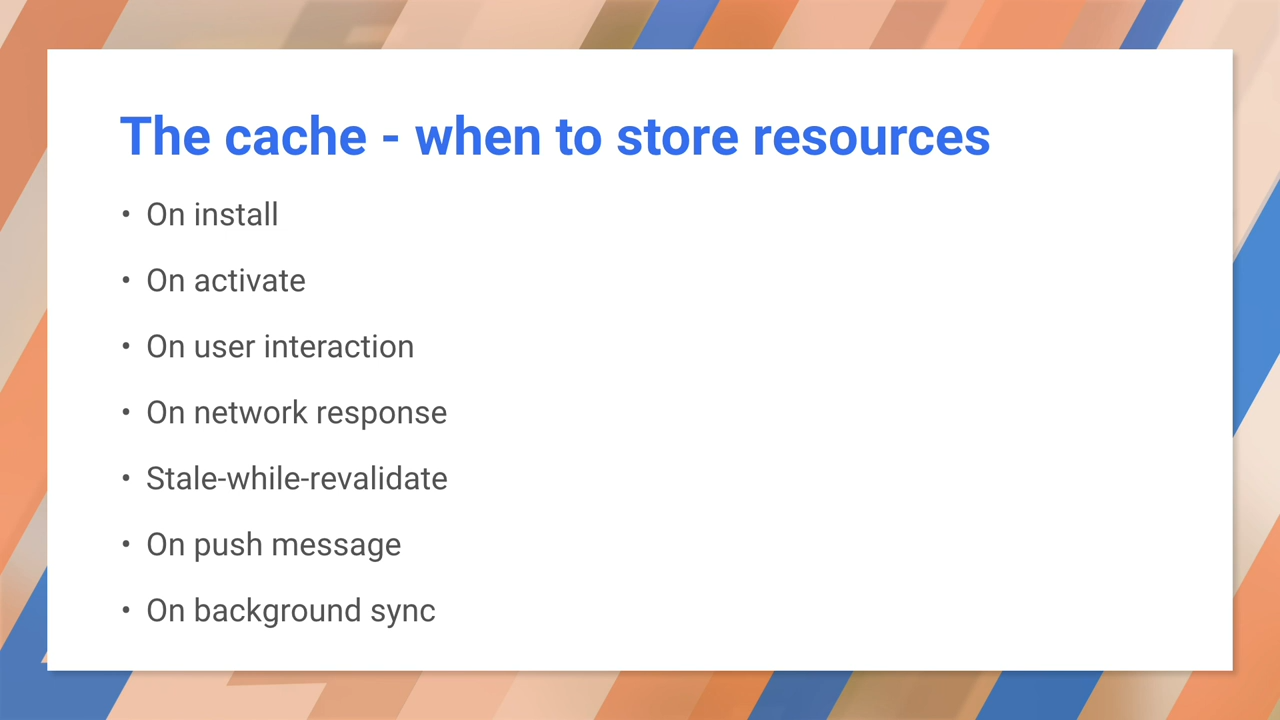 The cache - when to store resources
• On install
• On activate
• On user interaction
• On network response
• Stale-while-revalidate
• On push message
• On background sync